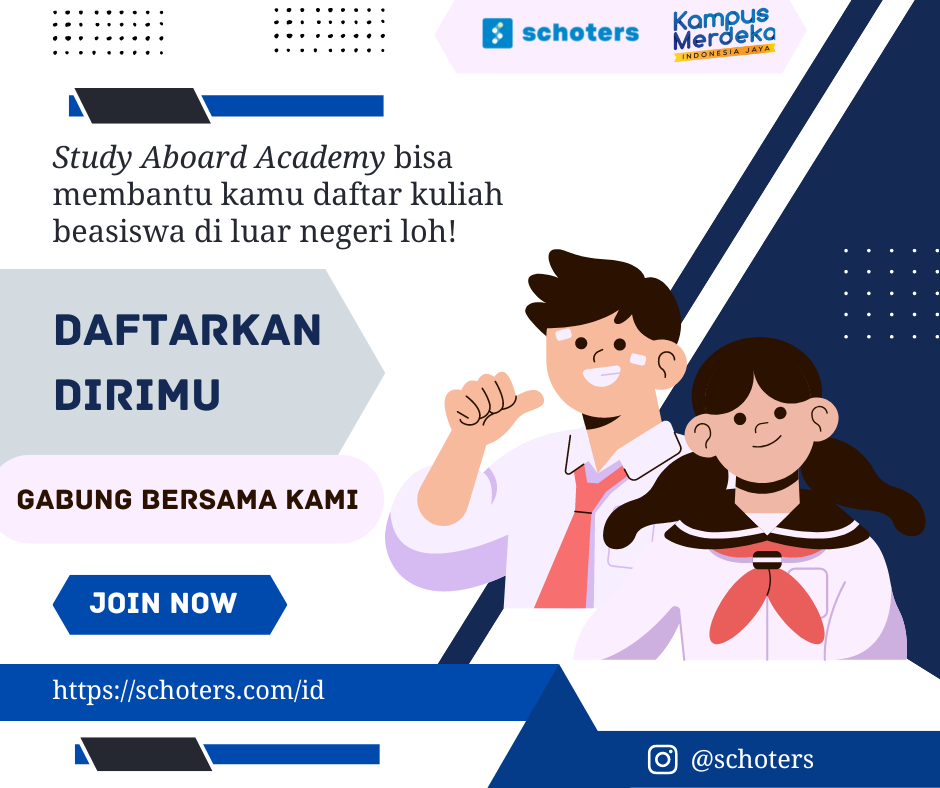 schoters
Kampus
Merdeka
INDONESIA JAYA
Study Aboard Academy bisa
membantu kamu daftar kuliah
beasiswa di luar negeri loh!
DAFTARKAN
DIRIMU
GABUNG BERSAMA KAMI
JOIN NOW
https://schoters.com/id
@schoters